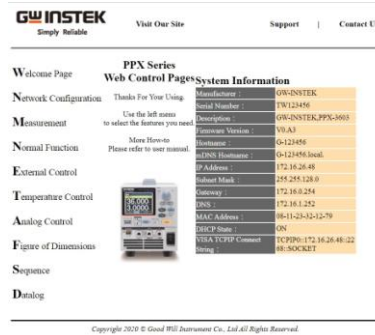 GWINSTEK
Simply Reliable
Visit Our Site
Support | Contact U
Welcome Page
Network Configuration
Measurement
Normal Function
External Control
Temperature Control
Analog Control
Figure of Dimensions
Sequence
Datalog
PPX Series
Web Control Pages
Thanks For Your Using.
Use the left menu
to select the features you need.
More How-to
Please refer to user manual.
36.000
3.0000
System Information
Manufacturer : GW-INSTEK
Serial Number : TW123456
Description : GW-INSTEK,PPX-3603
Firmware Version : V0.A3
Hostname : G-123456
mDNS Hostname : G-123456.local.
IP Address : 172.16.26.48
Subnet Mask : 255.255.128.0
Gateway : 172.16.0.254
DNS : 172.16.1.252
MAC Address : 08-11-23-32-12-79
DHCP State : ON
VISA TCPIP Connect String : TCPIP0::172.16.26.48::22
68::SOCKET
Copyright 2020 © Good Will Instrument Co., Ltd All Rights Reserved.